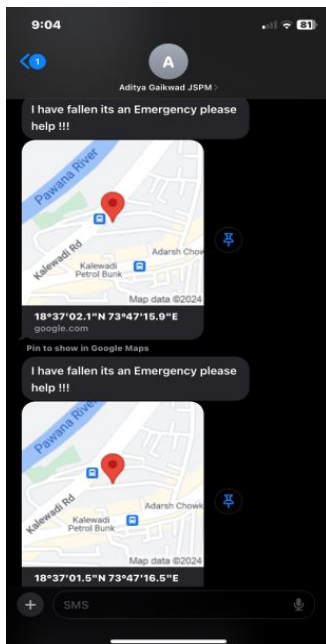 9:04
81
1
A
Aditya Gaikwad JSPM
I have fallen its an Emergency please
help !!!
Pawana River
Kalewadi Rd
Adarsh Chow
Kalewadi
Petrol Bunk
Map data ©2024
18°37'02.1"N 73°47'15.9"E
google.com
Pin to show in Google Maps
I have fallen its an Emergency please
help !!!
Pawana River
Kalewadi Rd
Adarsh Chowk
Kalewadi
Petrol Bunk
Map data ©2024
18°37'01.5"N 73°47'16.5"E
SMS